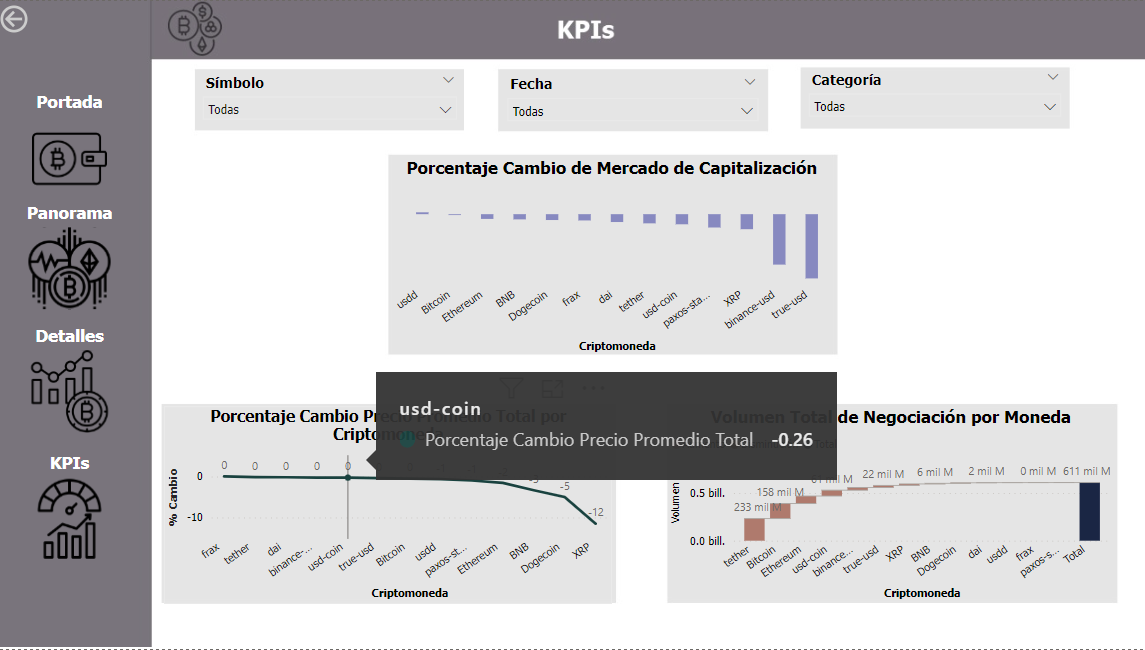 KPIs
Portada
Panorama
Detalles
KPIs
Símbolo
Todas
Fecha
Todas
Categoría
Todas
Porcentaje Cambio de Mercado de Capitalización
usdd
Bitcoin
Ethereum
BNB
Dogecoin
frax
dai
tether
usd-coin
paxos-sta...
XRP
binance-usd
true-usd
Criptomoneda
Porcentaje Cambio Precio Promedio Total por
Criptomoneda
usd-coin
Porcentaje Cambio Precio Promedio Total -0.26
% Cambio
0
-10
0
0
0
0
0
-5
-12
frax
tether
dai
binance-...
usd-coin
true-usd
Bitcoin
usdd
paxos-st...
Ethereum
BNB
Dogecoin
XRP
Criptomoneda
Volumen Total de Negociación por Moneda
Volumen
0.5 bill.
0.0 bill.
233 mil M
158 mil M
22 mil M
6 mil M
2 mil M
0 mil M
611 mil M
tether
Bitcoin
Ethereum
usd-coin
binance...
true-usd
XRP
BNB
Dogecoin
dai
usdd
frax
paxos-s...
Total
Criptomoneda